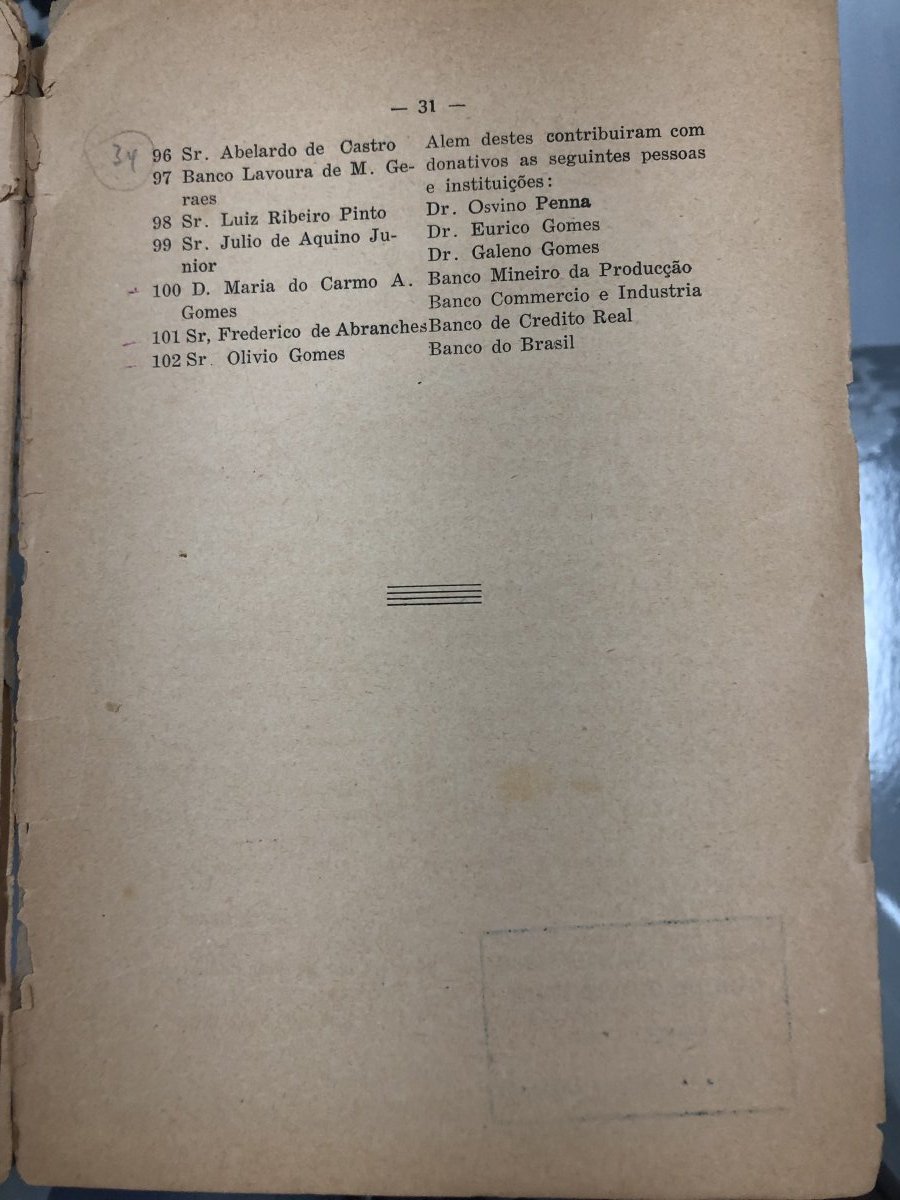 — 31 —
34
96 Sr. Abelardo de Castro
97 Banco Lavoura de M. Ge-
raes
98 Sr. Luiz Ribeiro Pinto
99 Sr. Julio de Aquino Ju-
nior
100 D. Maria do Carmo A.
Gomes
101 Sr, Frederico de Abranches
102 Sr. Olivio Gomes
Alem destes contribuiram com
donativos as seguintes pessoas
e instituições:
Dr. Osvino Penna
Dr. Eurico Gomes
Dr. Galeno Gomes
Banco Mineiro da Producção
Banco Commercio e Industria
Banco de Credito Real
Banco do Brasil